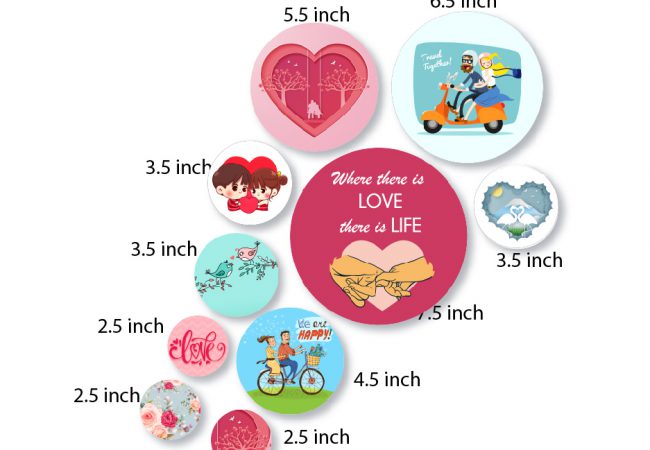 5.5 inch
6.5 inch
Travel
Together!
3.5 inch
Where there is
LOVE
there is LIFE
3.5 inch
3.5 inch
7.5 inch
2.5 inch
love
We are
HAPPY!
4.5 inch
2.5 inch
2.5 inch